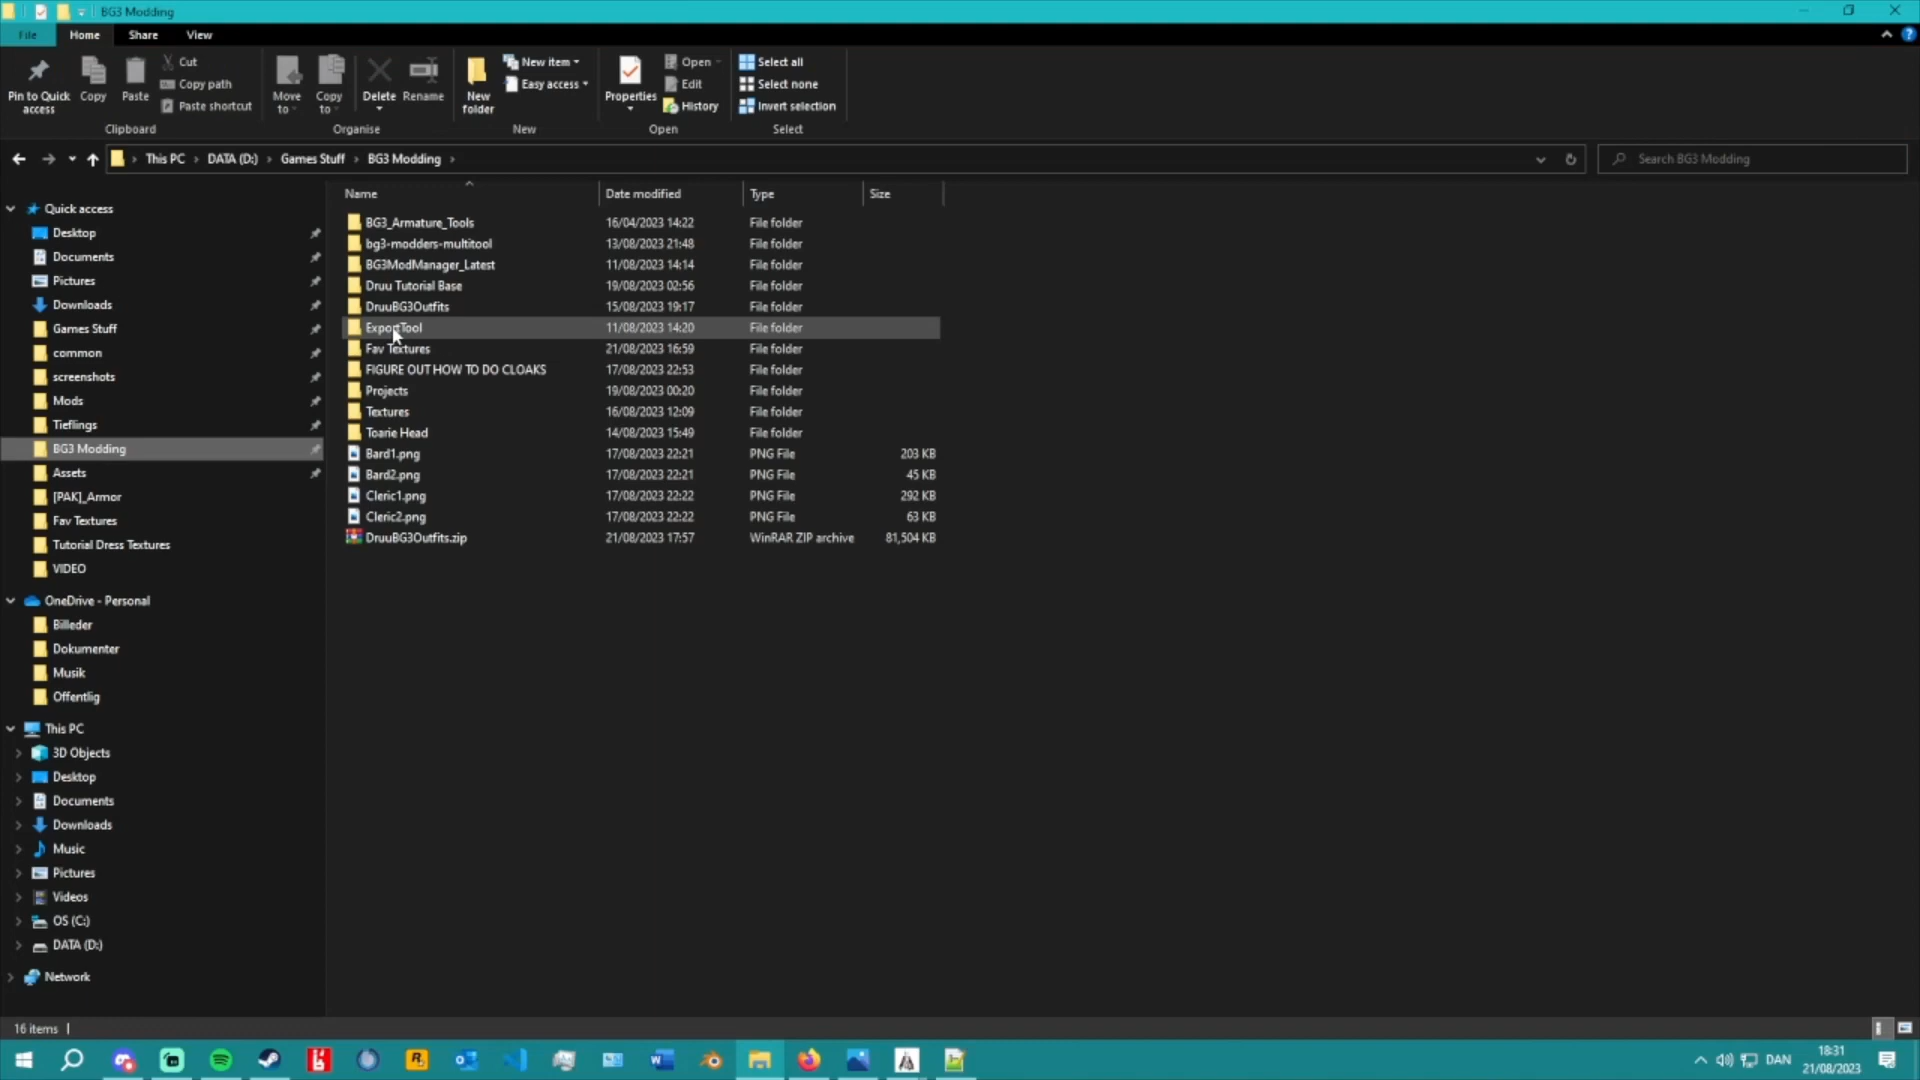 BG3 Modding
File Home Share View
Pin to Quick access
Copy
Paste
Cut
Copy path
Paste shortcut
Clipboard
Move to
Copy to
Delete
Rename
Organise
New folder
New item
Easy access
New
Properties
Open
Edit
History
Open
Select all
Select none
Invert selection
Select
This PC > DATA (D:) > Games Stuff > BG3 Modding >
Search BG3 Modding
Quick access
Desktop
Documents
Pictures
Downloads
Games Stuff
common
screenshots
Mods
Tieflings
BG3 Modding
Assets
[PAK]_Armor
Fav Textures
Tutorial Dress Textures
VIDEO
OneDrive - Personal
Billeder
Dokumenter
Musik
Offentlig
This PC
3D Objects
Desktop
Documents
Downloads
Music
Pictures
Videos
OS (C:)
DATA (D:)
Network
Name Date modified Type Size
BG3_Armature_Tools 16/04/2023 14:22 File folder
bg3-modders-multitool 13/08/2023 21:48 File folder
BG3ModManager_Latest 11/08/2023 14:14 File folder
Druu Tutorial Base 19/08/2023 02:56 File folder
DruuBG3Outfits 15/08/2023 19:17 File folder
ExportTool 11/08/2023 14:20 File folder
Fav Textures 21/08/2023 16:59 File folder
FIGURE OUT HOW TO DO CLOAKS 17/08/2023 22:53 File folder
Projects 19/08/2023 00:20 File folder
Textures 16/08/2023 12:09 File folder
Toarie Head 14/08/2023 15:49 File folder
Bard1.png 17/08/2023 22:21 PNG File 203 KB
Bard2.png 17/08/2023 22:21 PNG File 45 KB
Cleric1.png 17/08/2023 22:22 PNG File 292 KB
Cleric2.png 17/08/2023 22:22 PNG File 63 KB
DruuBG3Outfits.zip 21/08/2023 17:57 WinRAR ZIP archive 81,504 KB
16 items
DAN
18:31
21/08/2023